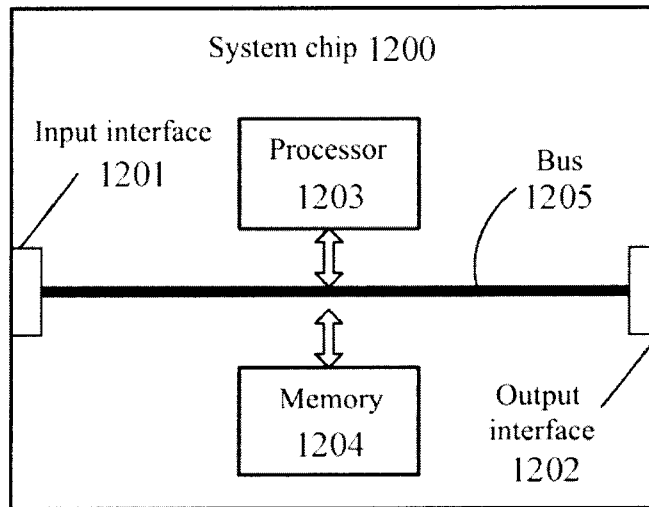 System chip 1200
Input interface
1201
Processor
1203
Bus
1205
Memory
1204
Output
interface
1202